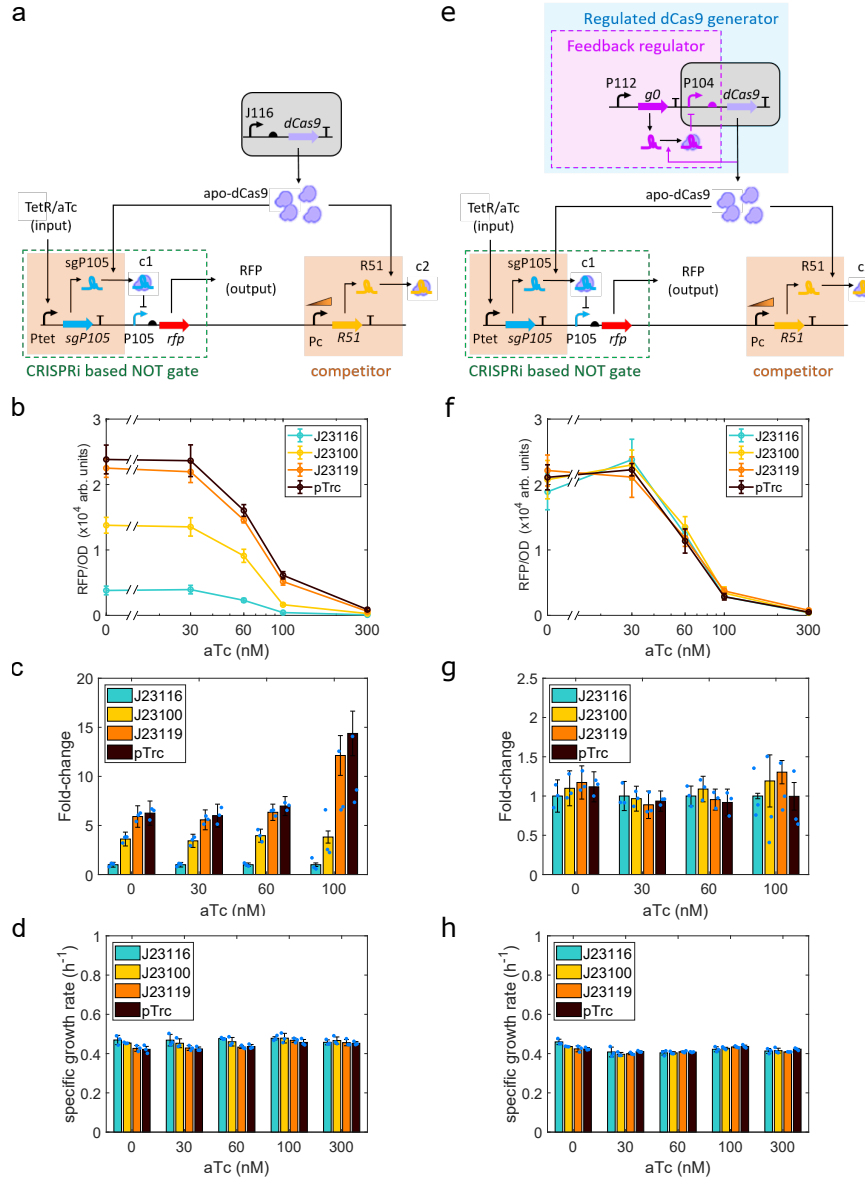 a
J116
dCas9
apo-dCas9
TetR/aTc
(input)
sgP105
c1
RFP
(output)
R51
c2
Ptet
sgP105
P105
rfp
Pc
R51
CRISPRi based NOT gate
competitor
b
RFP/OD (x10⁴ arb. units)
3
2
1
0
J23116
J23100
J23119
pTrc
0
30
60
100
300
aTc (nM)
c
Fold-change
20
15
10
5
0
J23116
J23100
J23119
pTrc
0
30
60
100
aTc (nM)
d
specific growth rate (h⁻¹)
1
0.8
0.6
0.4
0.2
0
J23116
J23100
J23119
pTrc
0
30
60
100
300
aTc (nM)
e
Regulated dCas9 generator
Feedback regulator
P112
g0
P104
dCas9
apo-dCas9
TetR/aTc
(input)
sgP105
c1
RFP
(output)
R51
c
Ptet
sgP105
P105
rfp
Pc
R51
CRISPRi based NOT gate
competitor
f
RFP/OD (x10⁴ arb. units)
3
2
1
0
J23116
J23100
J23119
pTrc
0
30
60
100
300
aTc (nM)
g
Fold-change
2.5
2.0
1.5
1.0
0.5
0
J23116
J23100
J23119
pTrc
0
30
60
100
aTc (nM)
h
specific growth rate (h⁻¹)
1
0.8
0.6
0.4
0.2
0
J23116
J23100
J23119
pTrc
0
30
60
100
300
aTc (nM)